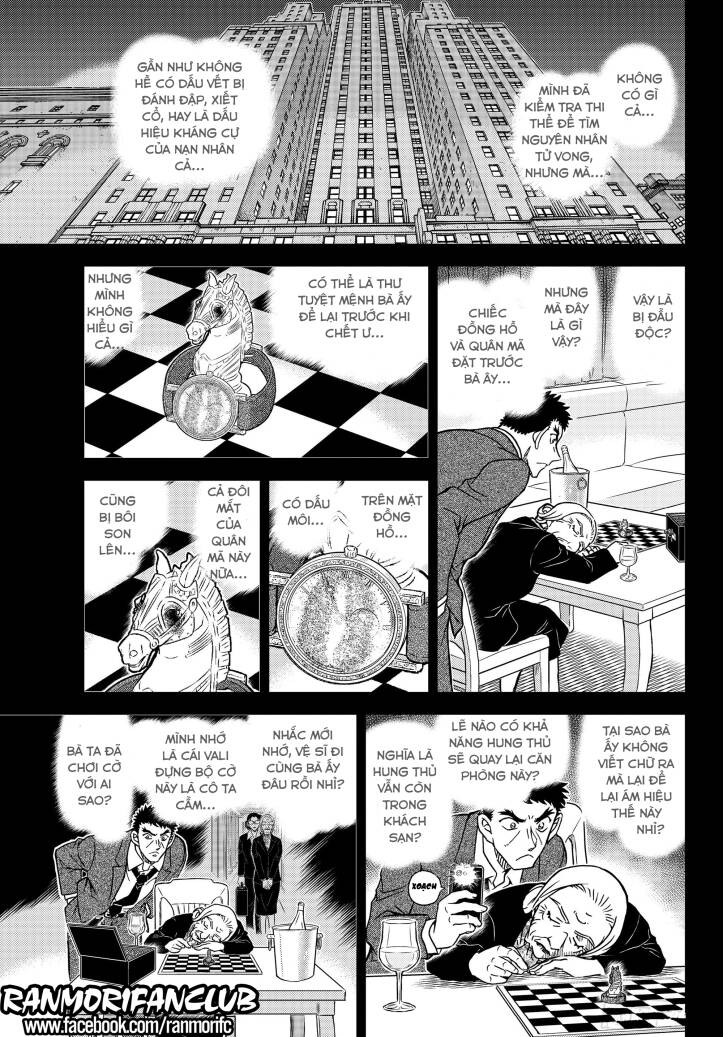 KHÔNG
CÓ GÌ
CẢ...
MÌNH ĐÃ
KIỂM TRA THI
THỂ ĐỂ TÌM
NGUYÊN NHÂN
TỬ VONG,
NHƯNG MÀ...
GẦN NHƯ KHÔNG
HỀ CÓ DẤU VẾT BỊ
ĐÁNH ĐẬP, XIẾT
CỔ, HAY LÀ DẤU
HIỆU KHÁNG CỰ
CỦA NẠN NHÂN
CẢ...
VẬY LÀ
BỊ ĐẦU
ĐỘC?
NHƯNG
MÀ ĐÂY
LÀ GÌ
VẬY?
CHIẾC
ĐỒNG HỒ
VÀ QUÂN MÃ
ĐẶT TRƯỚC
BÀ ẤY...
CÓ THỂ LÀ THƯ
TUYỆT MỆNH BÀ ẤY
ĐỂ LẠI TRƯỚC KHI
CHẾT Ư...
NHƯNG
MÌNH
KHÔNG
HIỂU GÌ
CẢ...
TRÊN MẶT
ĐỒNG
HỒ...
CÓ DẤU
MÔI...
CẢ ĐÔI
MẮT
CỦA
QUÂN
MÃ NÀY
NỮA...
CŨNG
BỊ BÔI
SON
LÊN...
TẠI SAO BÀ
ẤY KHÔNG
VIẾT CHỮ RA
MÀ LẠI ĐỂ
LẠI ÁM HIỆU
THẾ NÀY
NHỈ?
LẼ NÀO CÓ KHẢ
NĂNG HUNG THỦ
SẼ QUAY LẠI CĂN
PHÒNG NÀY?
NGHĨA LÀ
HUNG THỦ
VẪN CÒN
TRONG
KHÁCH
SẠN?
XOẠCH
NHẮC MỚI
NHỚ, VỆ SĨ ĐI
CÙNG BÀ ẤY
ĐÂU RỒI NHỈ?
MÌNH NHỚ
LÀ CÁI VALI
ĐỰNG BỘ CỜ
NÀY LÀ CÔ TA
CẦM...
BÀ TA ĐÃ
CHƠI CỜ
VỚI AI
SAO?
RANMORIFANCLUB
www.facebook.com/ranmorifc